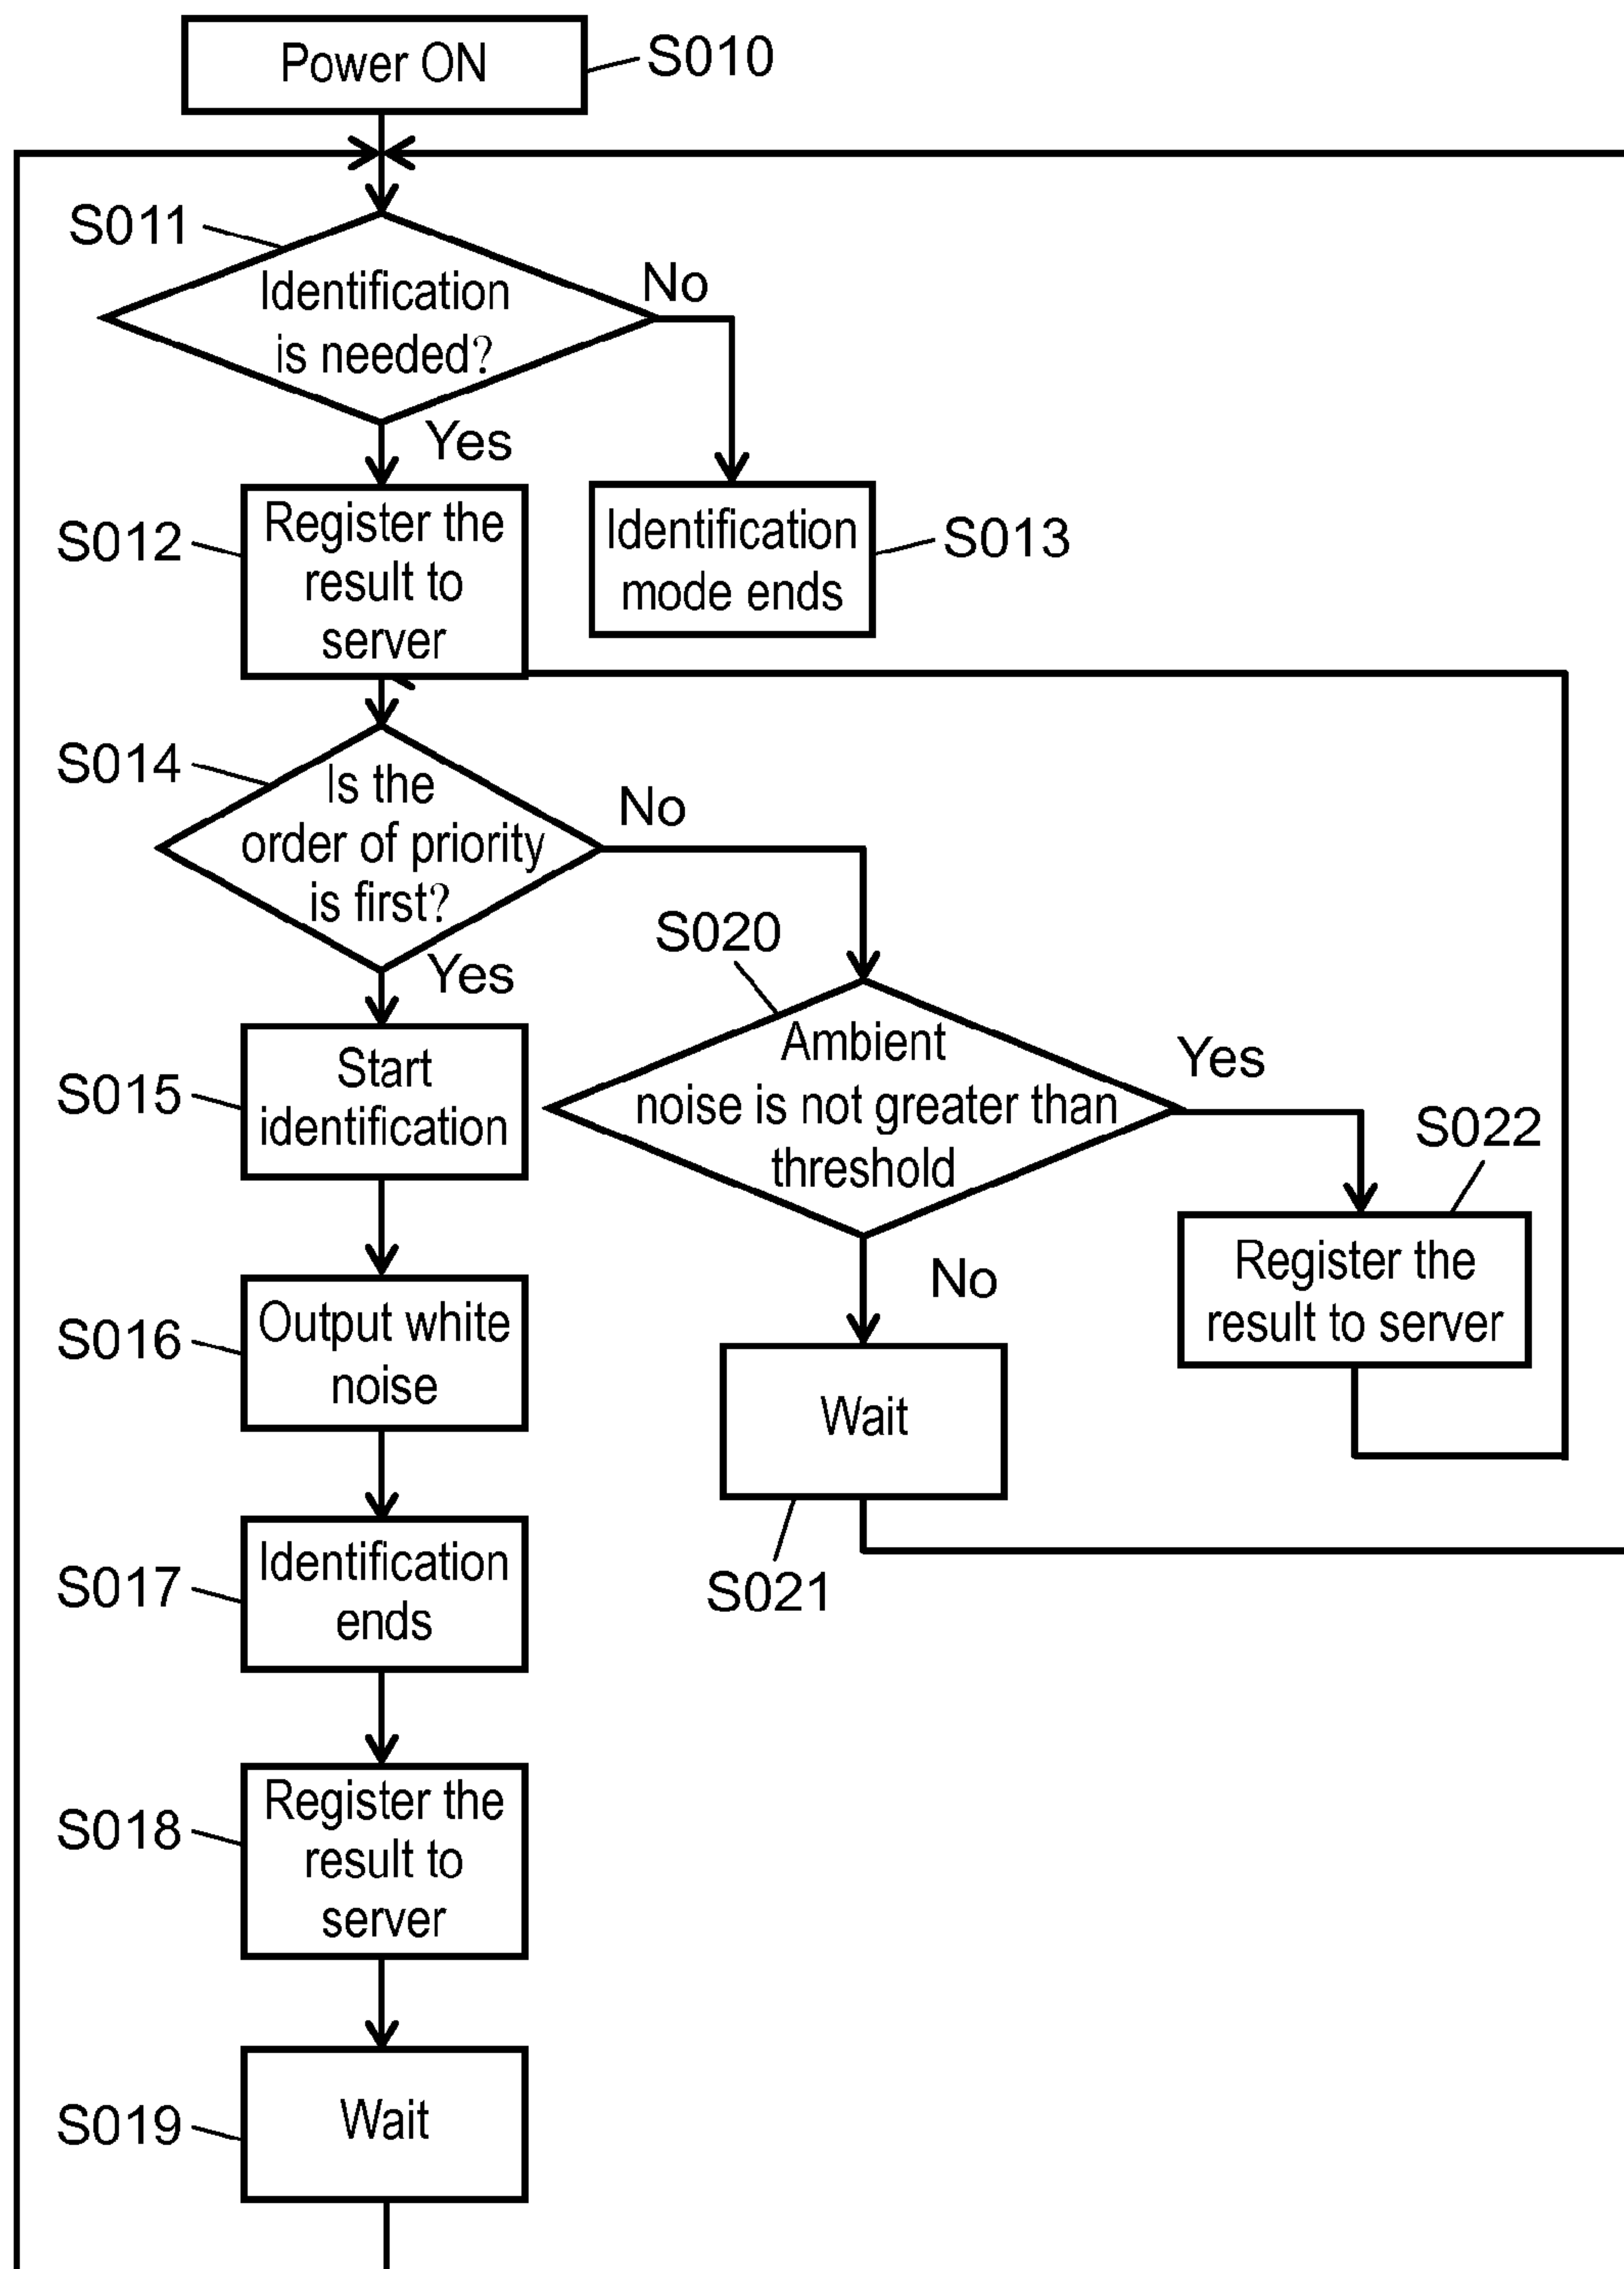 Power ON
S010
S011
Identification
is needed?
No
Yes
S012
Register the
result to
server
Identification
mode ends
S013
S014
Is the
order of priority
is first?
No
Yes
S020
Ambient
noise is not greater than
threshold
Yes
S022
No
S015
Start
identification
Register the
result to server
S016
Output white
noise
Wait
S021
S017
Identification
ends
S018
Register the
result to
server
S019
Wait